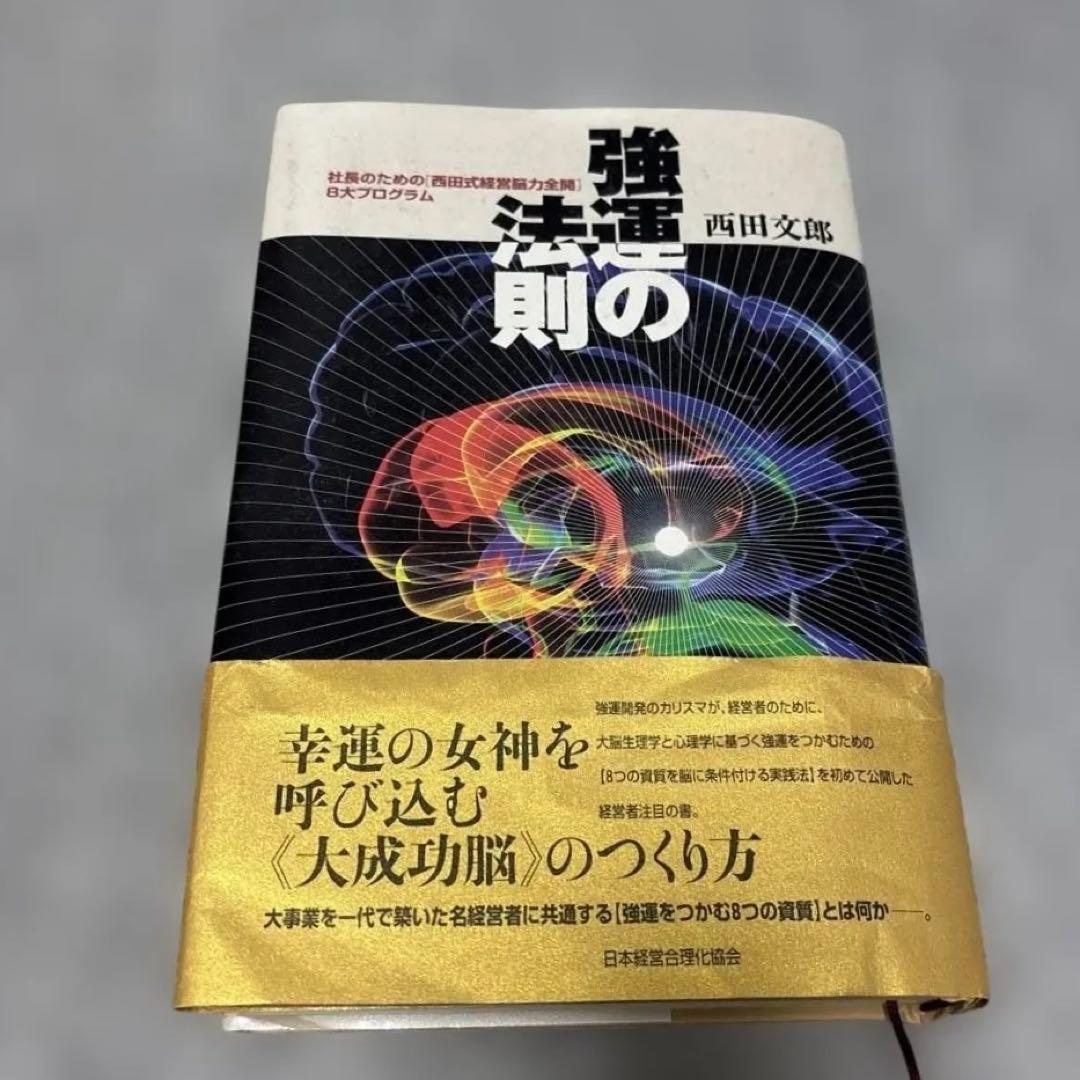 強運の
法則
社長のための[西田式経営脳力全開]
8大プログラム
西田文郎
幸運の女神を
呼び込む
《大成功脳》のつくり方
強運開発のカリスマが、経営者のために、
大脳生理学と心理学に基づく強運をつかむための
【8つの資質を脳に条件付ける実践法】を初めて公開した
経営者注目の書。
大事業を一代で築いた名経営者に共通する【強運をつかむ8つの資質】とは何か──。
日本経営合理化協会